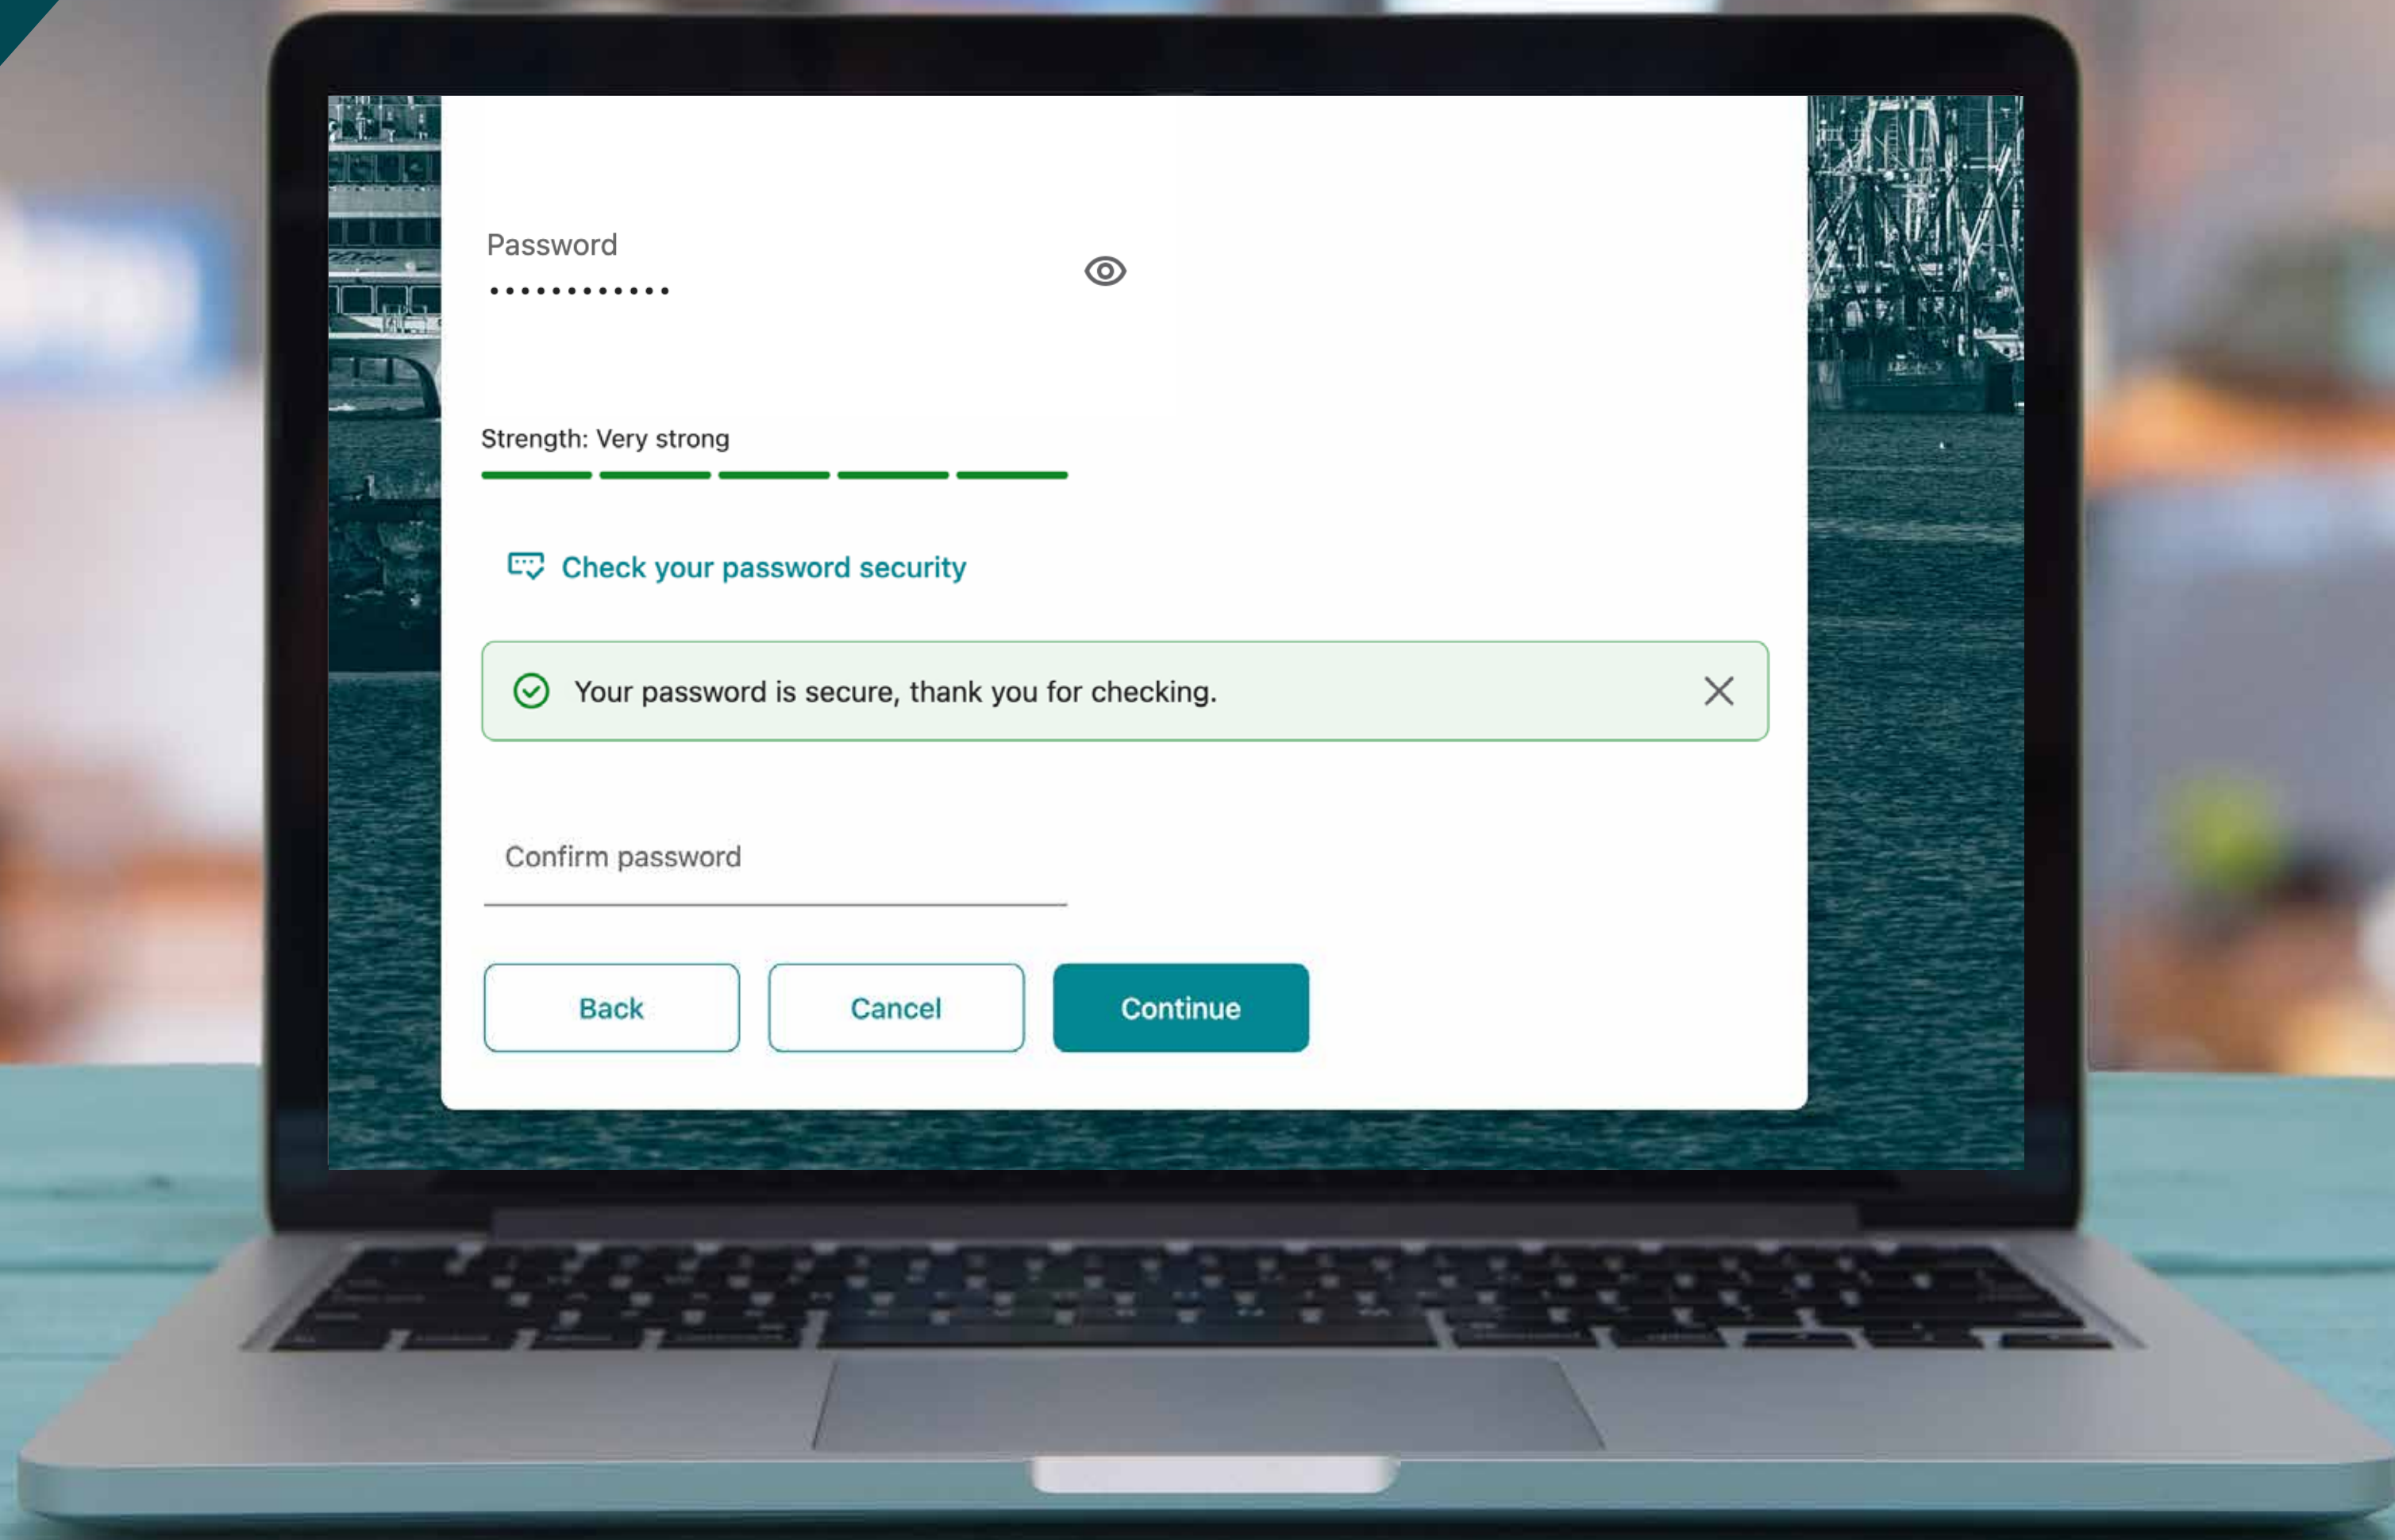 Password
••••••••••••
Strength: Very strong
Check your password security
Your password is secure, thank you for checking.
Confirm password
Back
Cancel
Continue